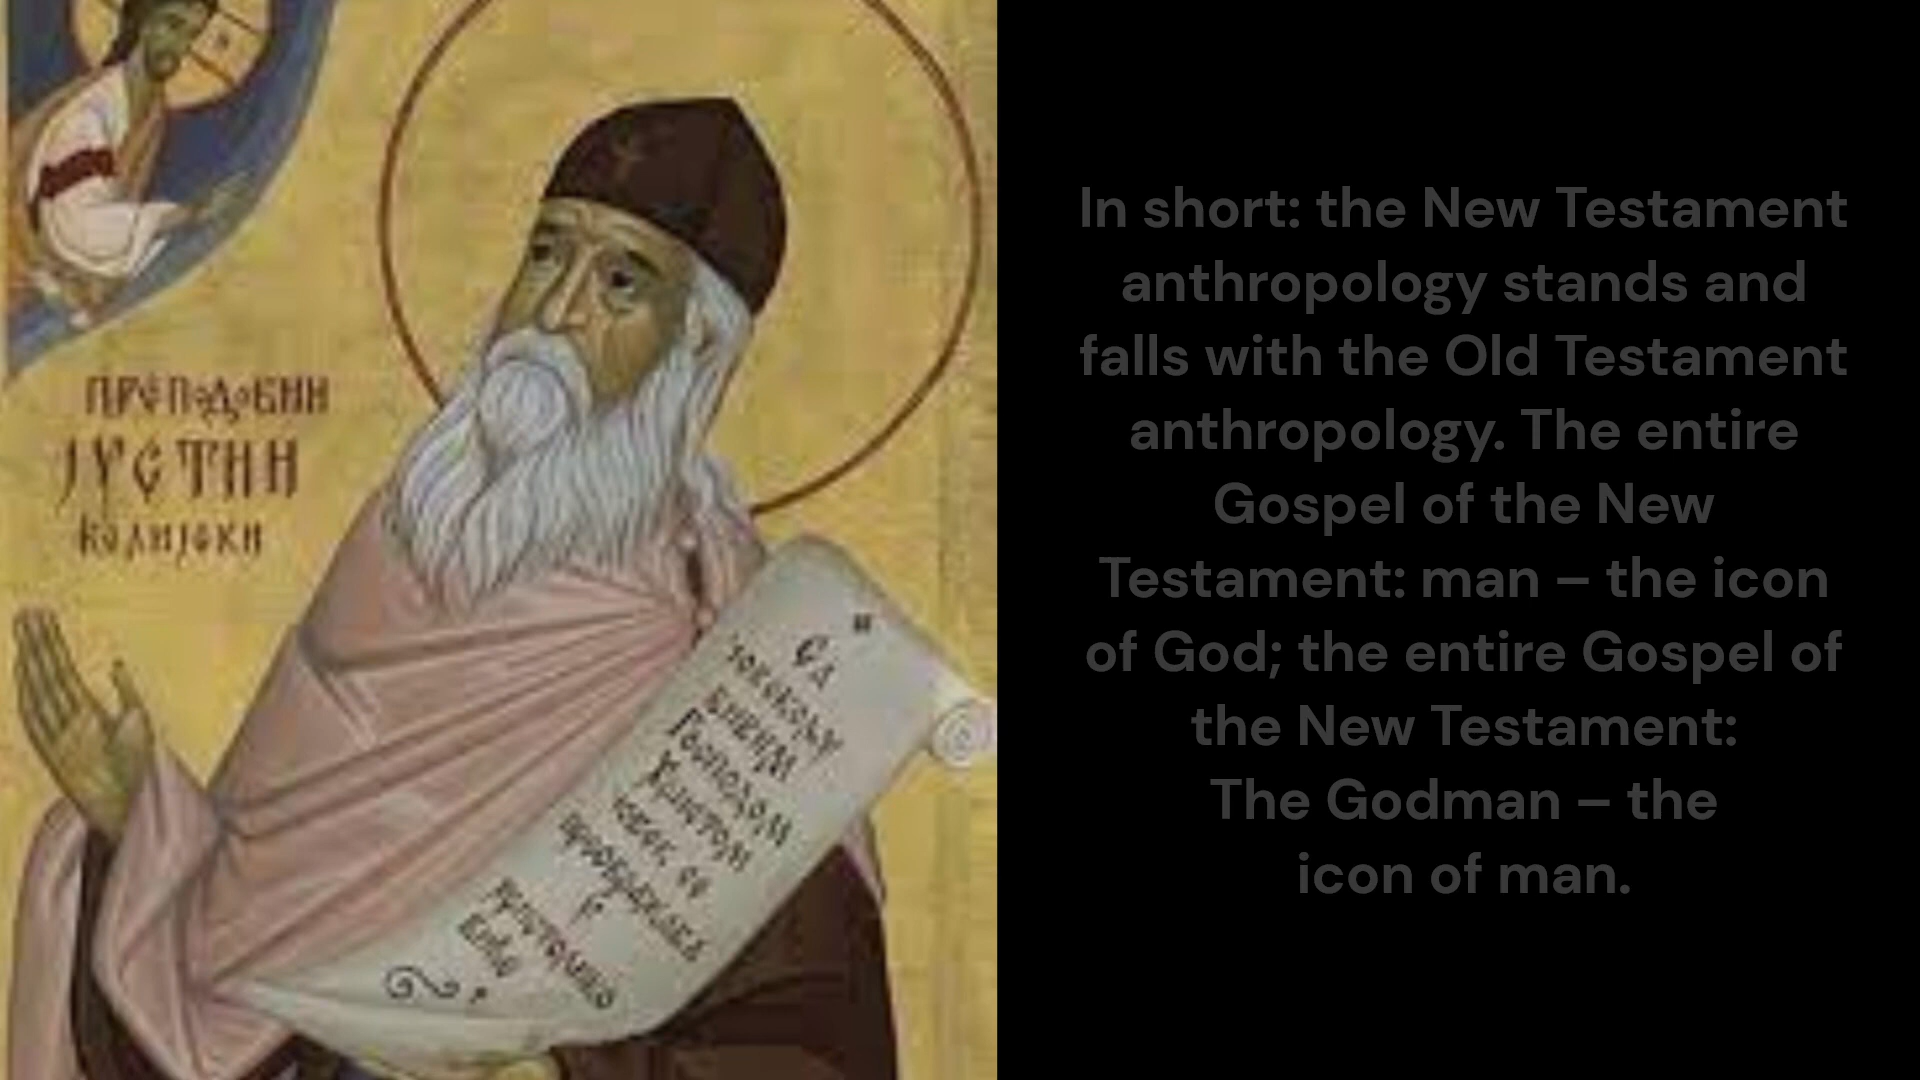 ПРЕПОДОБНИ
ЈУСТИН
ЋЕЛИЈСКИ
In short: the New Testament
anthropology stands and
falls with the Old Testament
anthropology. The entire
Gospel of the New
Testament: man – the icon
of God; the entire Gospel of
the New Testament:
The Godman – the
icon of man.